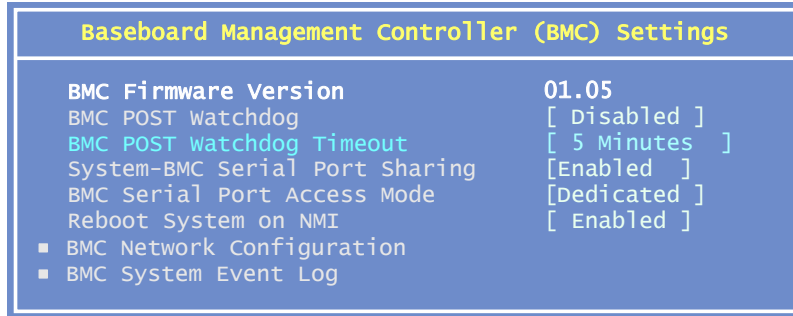 Baseboard Management Controller (BMC) Settings
BMC Firmware Version 01.05
BMC POST Watchdog [ Disabled ]
BMC POST Watchdog Timeout [ 5 Minutes ]
System-BMC Serial Port Sharing [Enabled ]
BMC Serial Port Access Mode [Dedicated ]
Reboot System on NMI [ Enabled ]
■ BMC Network Configuration
■ BMC System Event Log